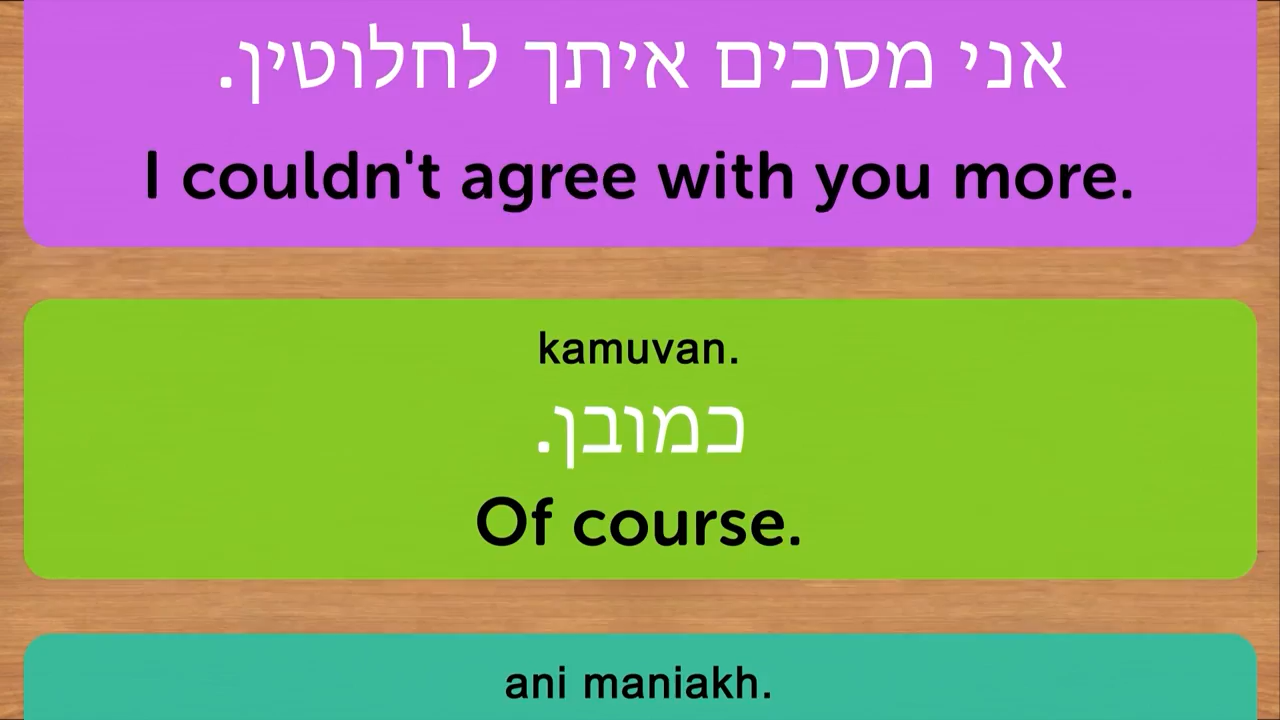 אני מסכים איתך לחלוטין.
I couldn't agree with you more.
kamuvan.
כמובן.
Of course.
ani maniakh.